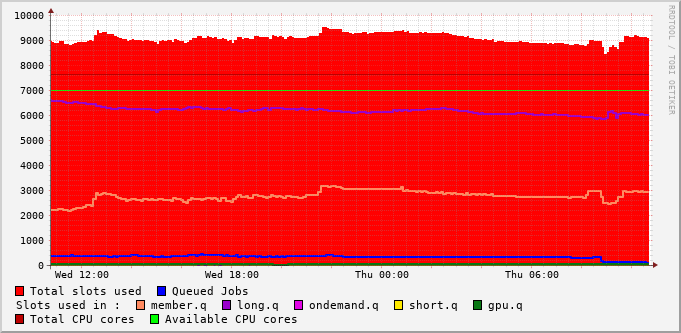 10000
9000
8000
7000
6000
5000
4000
3000
2000
1000
0
Wed 12:00 Wed 18:00 Thu 00:00 Thu 06:00
Total slots used Queued Jobs
Slots used in : member.q long.q ondemand.q short.q gpu.q
Total CPU cores Available CPU cores
RRDTOOL / TOBI OETIKER